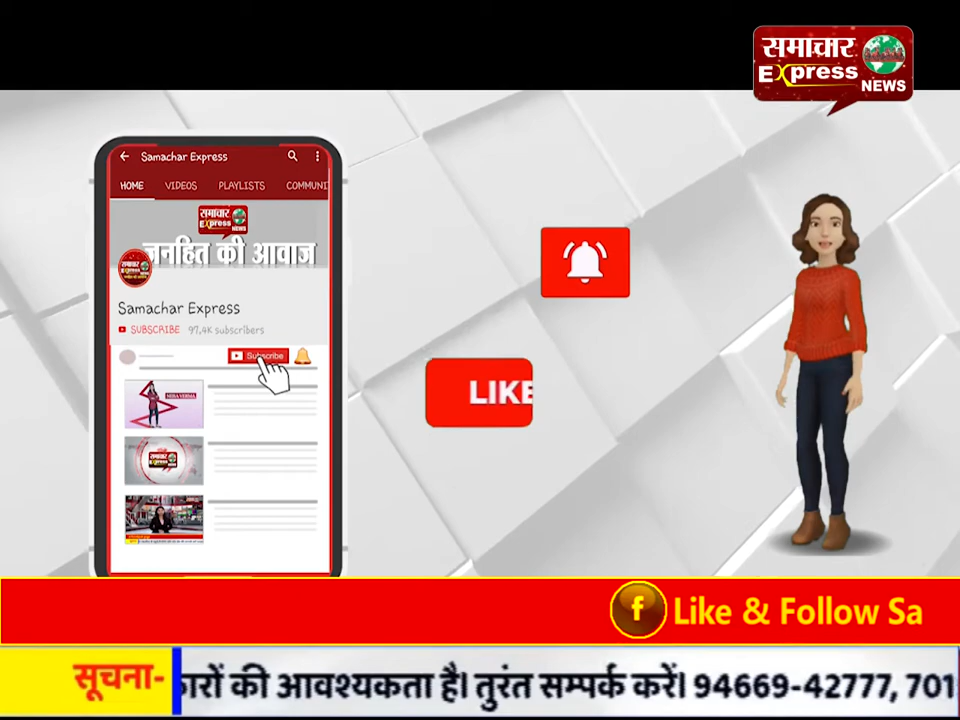 समाचार
Express
NEWS
Samachar Express
HOME VIDEOS PLAYLISTS COMMUNI
समाचार
Express
NEWS
जनहित की आवाज
Samachar Express
SUBSCRIBE 97.4K subscribers
Subscribe
LIKE
f Like & Follow Sa
सूचना- कारों की आवश्यकता है। तुरंत सम्पर्क करें। 94669-42777, 701